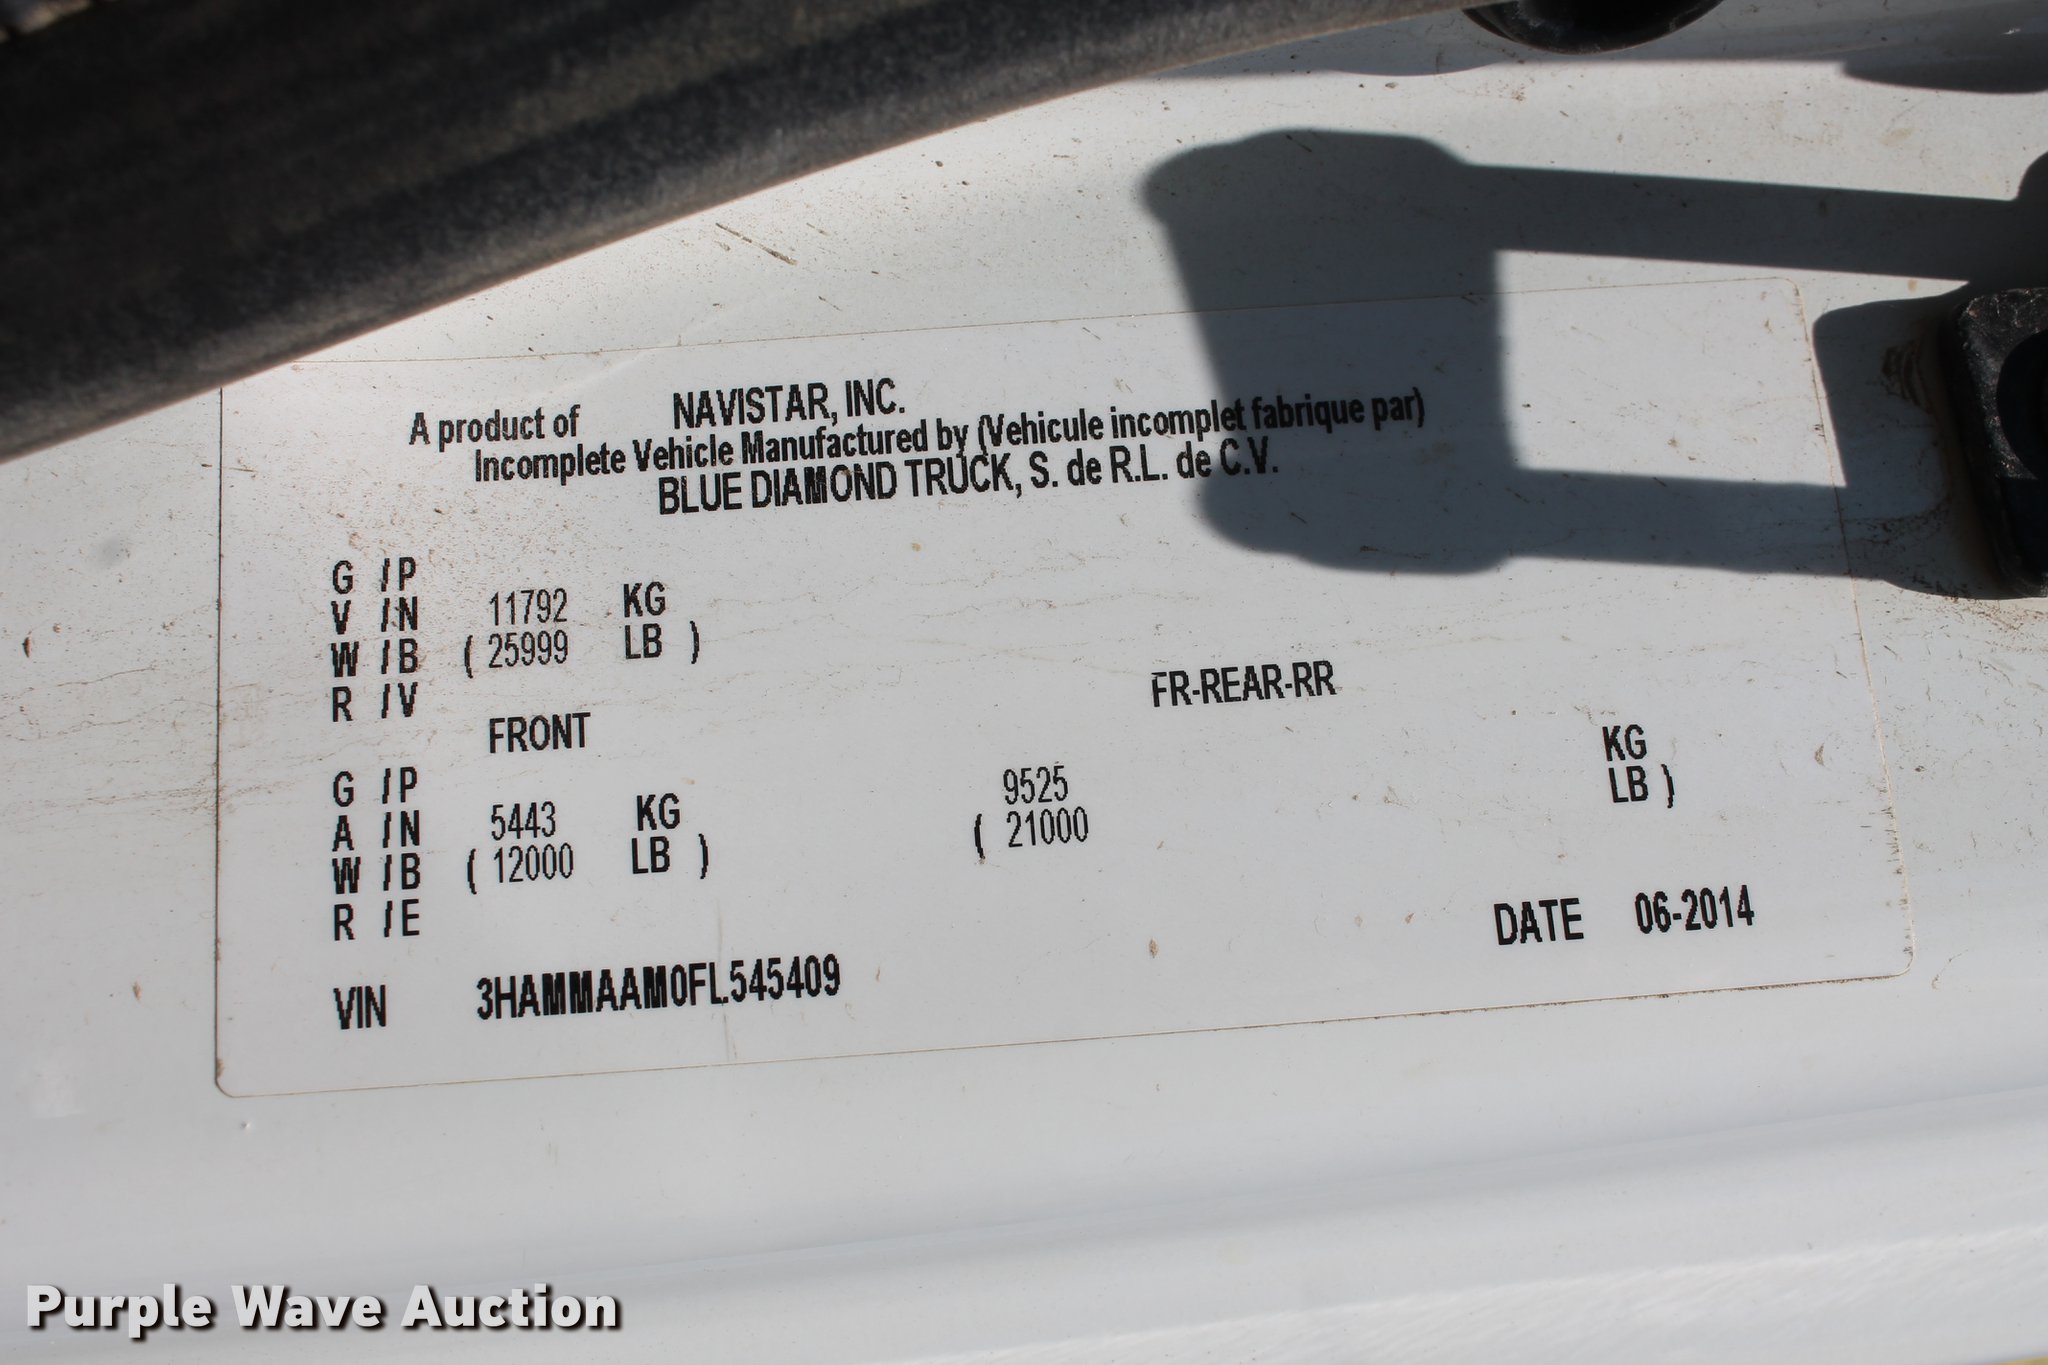 A product of NAVISTAR, INC.
Incomplete Vehicle Manufactured by (Vehicule incomplet fabrique par)
BLUE DIAMOND TRUCK, S. de R.L. de C.V.
G /P
V /N 11792 KG
W /B ( 25999 LB )
R /V
FRONT FR-REAR-RR
G /P 9525 KG
A /N 5443 KG ( 21000 LB )
W /B ( 12000 LB )
R /E
DATE 06-2014
VIN 3HAMMAAM0FL545409
Purple Wave Auction